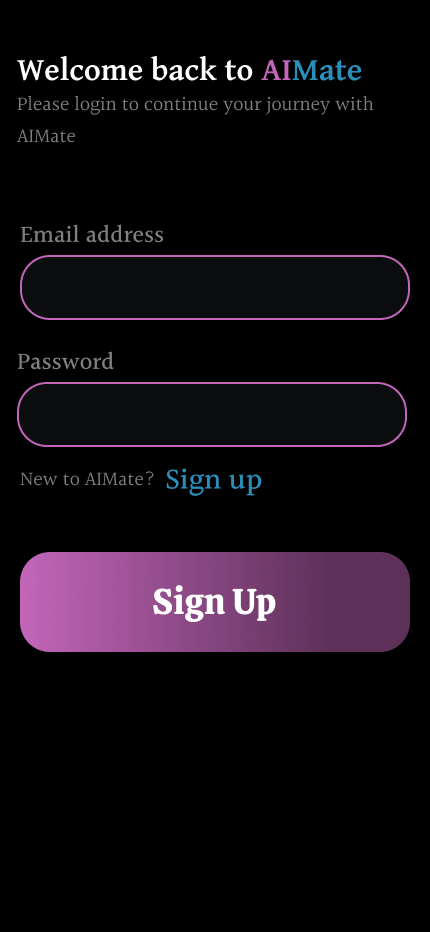 Welcome back to AIMate
Please login to continue your journey with
AIMate
Email address
Password
New to AIMate? Sign up
Sign Up